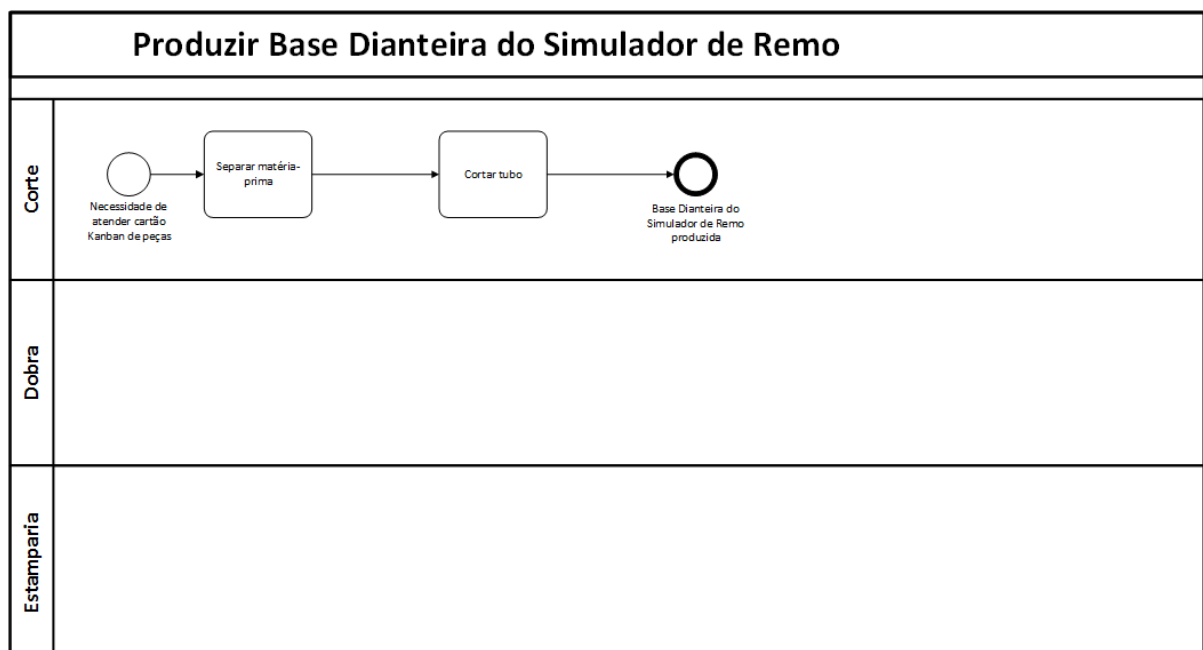 Produzir Base Dianteira do Simulador de Remo
Corte
Necessidade de
atender cartão
Kanban de peças
Separar matéria-
prima
Cortar tubo
Base Dianteira do
Simulador de Remo
produzida
Dobra
Estamparia